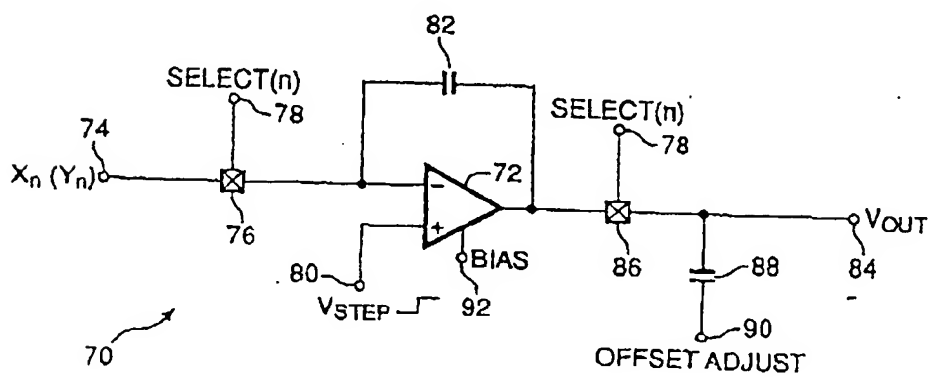 82
SELECT(n)
78
SELECT(n)
78
74
Xn (Yn)
72
−
+
76
VOUT
84
80
BIAS
86
88
VSTEP
92
90
OFFSET ADJUST
70